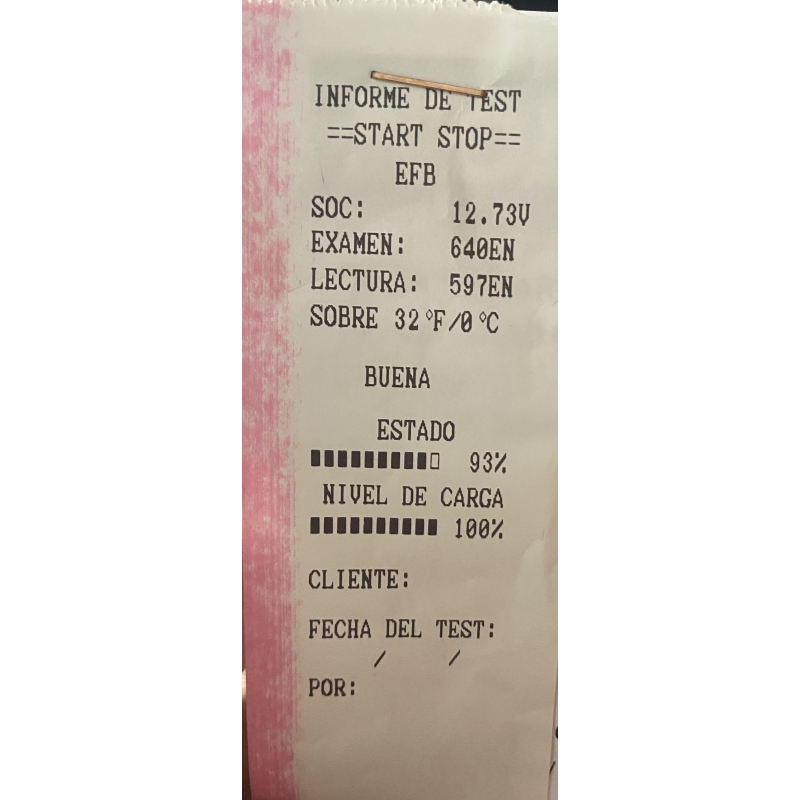 INFORME DE TEST
==START STOP==
EFB
SOC: 12.73V
EXAMEN: 640EN
LECTURA: 597EN
SOBRE 32°F/0°C
BUENA
ESTADO
93%
NIVEL DE CARGA
100%
CLIENTE:
FECHA DEL TEST:
/ /
POR: